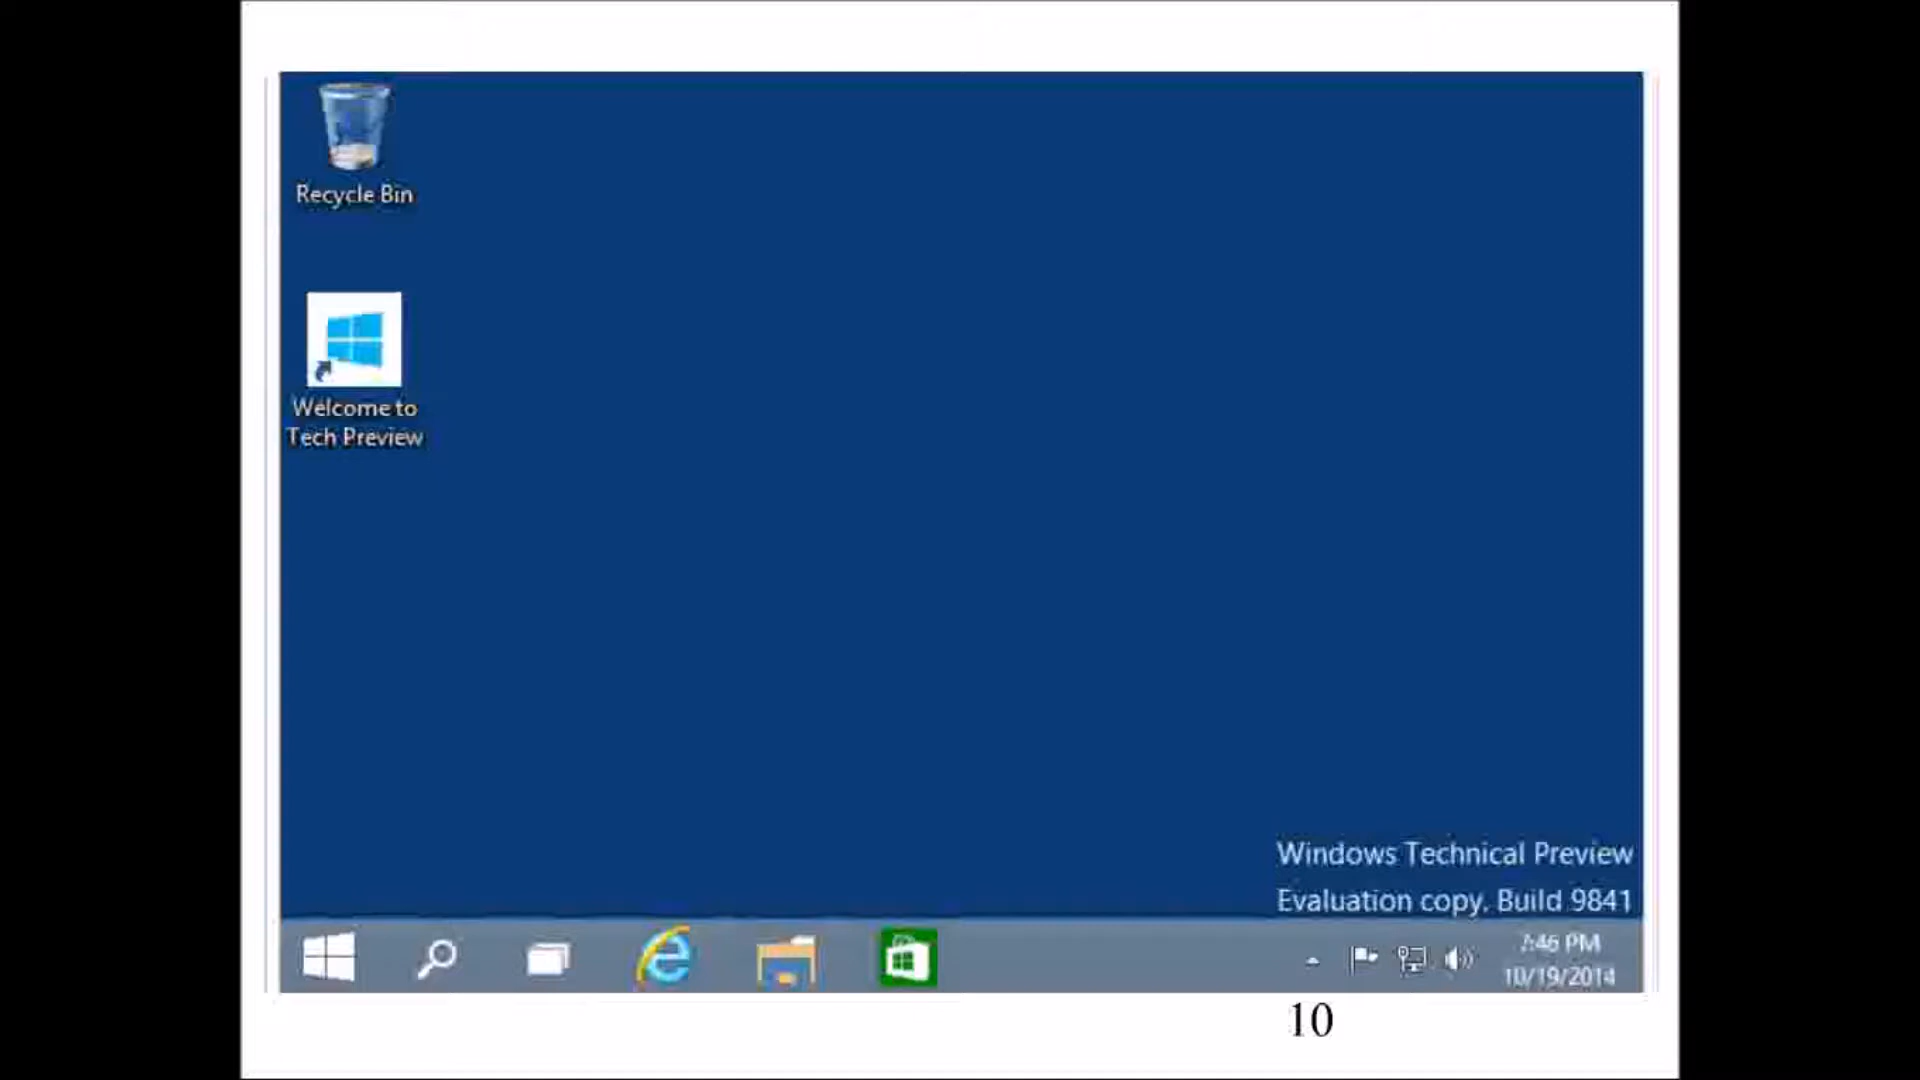 Recycle Bin
Welcome to
Tech Preview
Windows Technical Preview
Evaluation copy. Build 9841
7:46 PM
10/19/2014
10